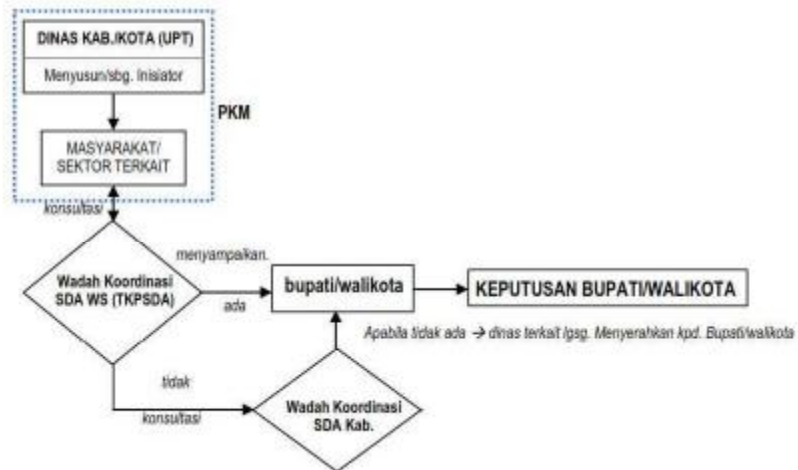 DINAS KAB./KOTA (UPT)
Menyusun/sbg. Inisiator
PKM
MASYARAKAT/
SEKTOR TERKAIT
konsultasi
menyampaikan.
Wadah Koordinasi
SDA WS (TKPSDA)
ada
bupati/walikota
KEPUTUSAN BUPATI/WALIKOTA
Apabila tidak ada → dinas terkait lgsg. Menyerahkan kpd. Bupati/walikota
tidak
konsultasi
Wadah Koordinasi
SDA Kab.